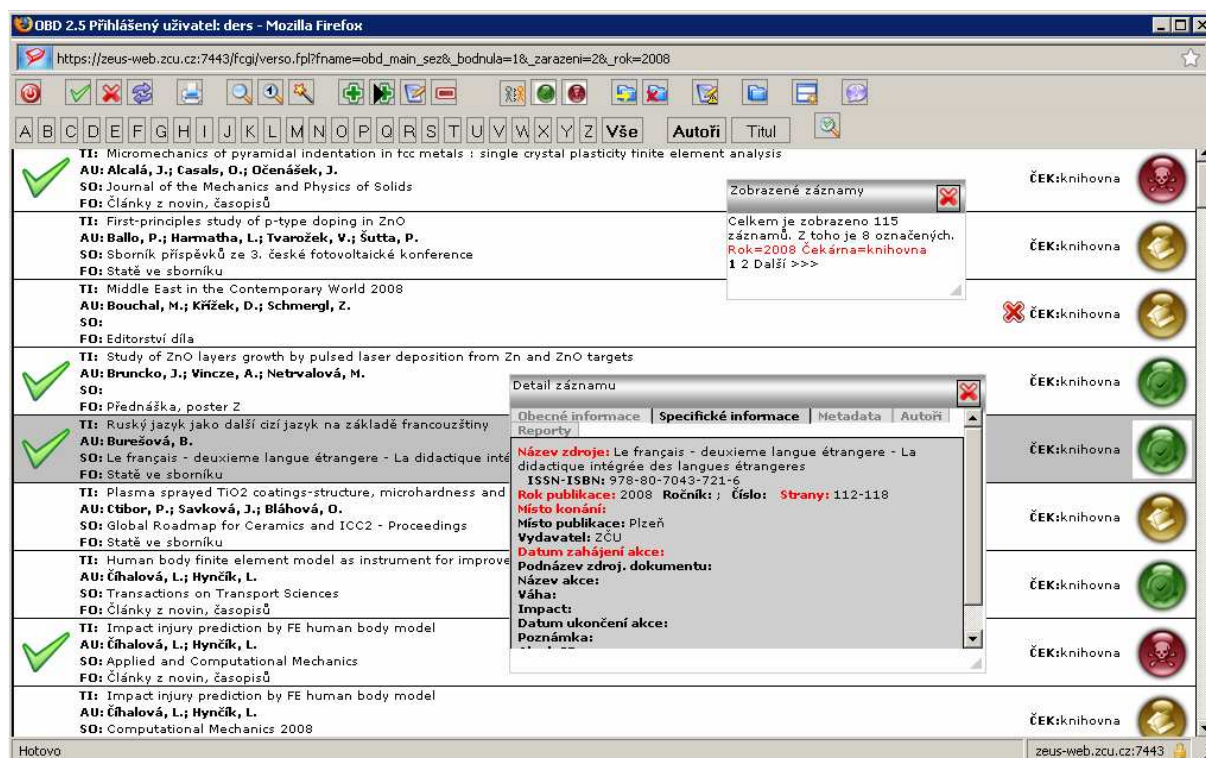 OBD 2.5 Přihlášený uživatel: ders - Mozilla Firefox
https://zeus-web.zcu.cz:7443/fcgi/verso.fpl?fname=obd_main_sez&_bodnula=1&_zarazeni=2&_rok=2008
A B C D E F G H I J K L M N O P Q R S T U V W X Y Z Vše Autoři Titul
TI: Micromechanics of pyramidal indentation in fcc metals : single crystal plasticity finite element analysis
AU: Alcalá, J.; Casals, O.; Očenášek, J.
SO: Journal of the Mechanics and Physics of Solids
FO: Články z novin, časopisů
ČEK:knihovna
TI: First-principles study of p-type doping in ZnO
AU: Ballo, P.; Harmatha, L.; Tvarožek, V.; Šutta, P.
SO: Sborník příspěvků ze 3. české fotovoltaické konference
FO: Statě ve sborníku
ČEK:knihovna
TI: Middle East in the Contemporary World 2008
AU: Bouchal, M.; Křížek, D.; Schmergl, Z.
SO:
FO: Editorství díla
ČEK:knihovna
TI: Study of ZnO layers growth by pulsed laser deposition from Zn and ZnO targets
AU: Bruncko, J.; Vincze, A.; Netrvalová, M.
SO:
FO: Přednáška, poster Z
ČEK:knihovna
TI: Ruský jazyk jako další cizí jazyk na základě francouzštiny
AU: Burešová, B.
SO: Le français - deuxieme langue étrangere - La didactique inté
FO: Statě ve sborníku
ČEK:knihovna
TI: Plasma sprayed TiO2 coatings-structure, microhardness and
AU: Ctibor, P.; Savková, J.; Bláhová, O.
SO: Global Roadmap for Ceramics and ICC2 - Proceedings
FO: Statě ve sborníku
ČEK:knihovna
TI: Human body finite element model as instrument for improve
AU: Číhalová, L.; Hynčík, L.
SO: Transactions on Transport Sciences
FO: Články z novin, časopisů
ČEK:knihovna
TI: Impact injury prediction by FE human body model
AU: Číhalová, L.; Hynčík, L.
SO: Applied and Computational Mechanics
FO: Články z novin, časopisů
ČEK:knihovna
TI: Impact injury prediction by FE human body model
AU: Číhalová, L.; Hynčík, L.
SO: Computational Mechanics 2008
ČEK:knihovna
Zobrazené záznamy
Celkem je zobrazeno 115
záznamů. Z toho je 8 označených.
Rok=2008 Čekárna=knihovna
1 2 Další >>>
Detail záznamu
Obecné informace Specifické informace Metadata Autoři
Reporty
Název zdroje: Le français - deuxieme langue étrangere - La
didactique intégrée des langues étrangeres
ISSN-ISBN: 978-80-7043-721-6
Rok publikace: 2008 Ročník: ; Číslo: Strany: 112-118
Místo konání:
Místo publikace: Plzeň
Vydavatel: ZČU
Datum zahájení akce:
Podnázev zdroj. dokumentu:
Název akce:
Váha:
Impact:
Datum ukončení akce:
Poznámka:
Hotovo
zeus-web.zcu.cz:7443